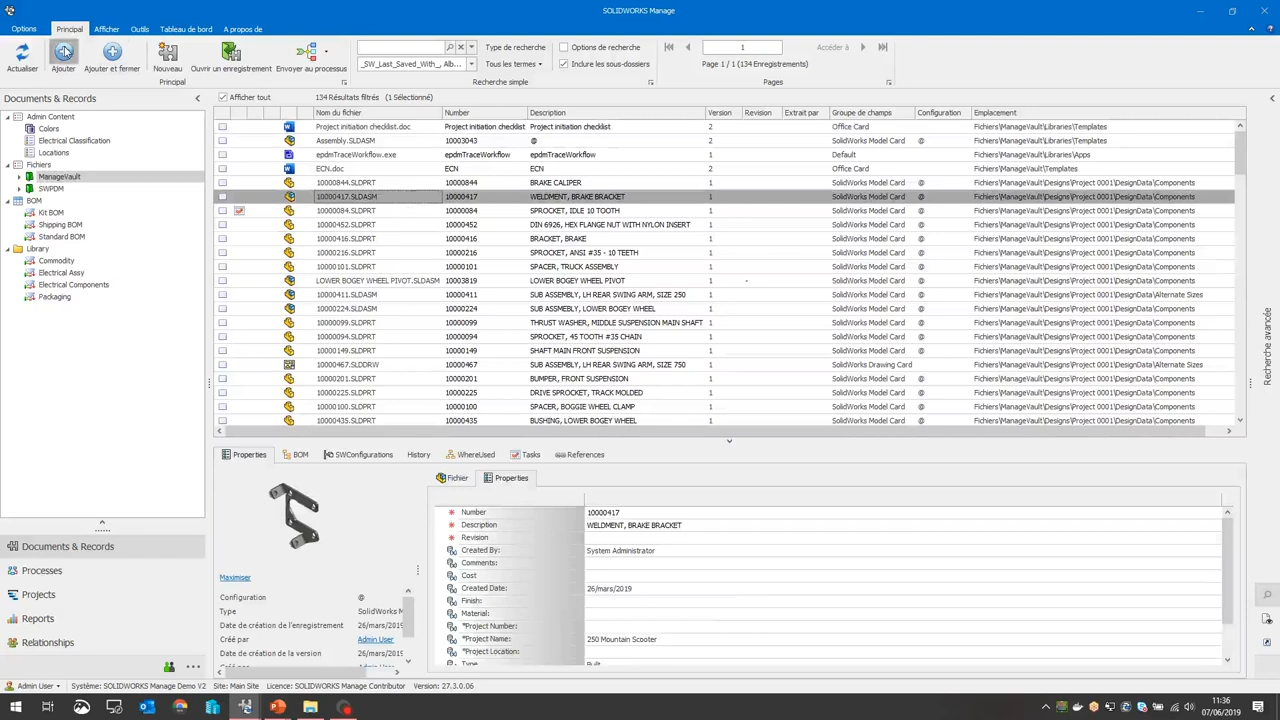 SOLIDWORKS Manage
Options Principal Afficher Outils Tableau de bord A propos de
Actualiser Ajouter Ajouter et fermer Nouveau Ouvrir un enregistrement Envoyer au processus
Principal
Type de recherche Options de recherche
_SW_Last_Saved_With_, Alb... Tous les termes Inclure les sous-dossiers
Recherche simple
1 Accéder à
Page 1 / 1 (134 Enregistrements)
Pages
Documents & Records
Admin Content
Colors
Electrical Classification
Locations
Fichiers
ManageVault
SWPDM
BOM
Kit BOM
Shipping BOM
Standard BOM
Library
Commodity
Electrical Assy
Electrical Components
Packaging
Documents & Records
Processes
Projects
Reports
Relationships
Afficher tout 134 Résultats filtrés (1 Sélectionné)
Nom du fichier Number Description Version Revision Extrait par Groupe de champs Configuration Emplacement
Project initiation checklist.doc Project initiation checklist Project initiation checklist 2 Office Card Fichiers\ManageVault\Libraries\Templates
Assembly.SLDASM 10003043 @ 2 SolidWorks Model Card @ Fichiers\ManageVault\Libraries\Templates
epdmTraceWorkflow.exe epdmTraceWorkflow epdmTraceWorkflow 1 Default Fichiers\ManageVault\Libraries\Apps
ECN.doc ECN ECN 2 Office Card Fichiers\ManageVault\Libraries\Templates
10000844.SLDPRT 10000844 BRAKE CALIPER 1 SolidWorks Model Card @ Fichiers\ManageVault\Designs\Project 0001\DesignData\Components
10000417.SLDASM 10000417 WELDMENT, BRAKE BRACKET 1 SolidWorks Model Card @ Fichiers\ManageVault\Designs\Project 0001\DesignData\Components
10000084.SLDPRT 10000084 SPROCKET, IDLE 10 TOOTH 1 SolidWorks Model Card @ Fichiers\ManageVault\Designs\Project 0001\DesignData\Components
10000452.SLDPRT 10000452 DIN 6926, HEX FLANGE NUT WITH NYLON INSERT 1 SolidWorks Model Card @ Fichiers\ManageVault\Designs\Project 0001\DesignData\Components
10000416.SLDPRT 10000416 BRACKET, BRAKE 1 SolidWorks Model Card @ Fichiers\ManageVault\Designs\Project 0001\DesignData\Components
10000216.SLDPRT 10000216 SPROCKET, ANSI #35 - 10 TEETH 1 SolidWorks Model Card @ Fichiers\ManageVault\Designs\Project 0001\DesignData\Components
10000101.SLDPRT 10000101 SPACER, TRUCK ASSEMBLY 1 SolidWorks Model Card @ Fichiers\ManageVault\Designs\Project 0001\DesignData\Components
LOWER BOGEY WHEEL PIVOT.SLDASM 10003819 LOWER BOGEY WHEEL PIVOT 1 - SolidWorks Model Card @ Fichiers\ManageVault\Designs\Project 0001\DesignData\Components
10000411.SLDASM 10000411 SUB ASSEMBLY, LH REAR SWING ARM, SIZE 250 1 SolidWorks Model Card @ Fichiers\ManageVault\Designs\Project 0001\DesignData\Alternate Sizes
10000224.SLDASM 10000224 SUB ASSEMBLY, LOWER BOGEY WHEEL 1 SolidWorks Model Card @ Fichiers\ManageVault\Designs\Project 0001\DesignData\Components
10000099.SLDPRT 10000099 THRUST WASHER, MIDDLE SUSPENSION MAIN SHAFT 1 SolidWorks Model Card @ Fichiers\ManageVault\Designs\Project 0001\DesignData\Components
10000094.SLDPRT 10000094 SPROCKET, 45 TOOTH #35 CHAIN 1 SolidWorks Model Card @ Fichiers\ManageVault\Designs\Project 0001\DesignData\Components
10000149.SLDPRT 10000149 SHAFT MAIN FRONT SUSPENSION 1 SolidWorks Model Card @ Fichiers\ManageVault\Designs\Project 0001\DesignData\Components
10000467.SLDDRW 10000467 SUB ASSEMBLY, LH REAR SWING ARM, SIZE 750 1 SolidWorks Drawing Card Fichiers\ManageVault\Designs\Project 0001\DesignData\Alternate Sizes
10000201.SLDPRT 10000201 BUMPER, FRONT SUSPENSION 1 SolidWorks Model Card @ Fichiers\ManageVault\Designs\Project 0001\DesignData\Components
10000225.SLDPRT 10000225 DRIVE SPROCKET, TRACK MOLDED 1 SolidWorks Model Card @ Fichiers\ManageVault\Designs\Project 0001\DesignData\Components
10000100.SLDPRT 10000100 SPACER, BOGGIE WHEEL CLAMP 1 SolidWorks Model Card @ Fichiers\ManageVault\Designs\Project 0001\DesignData\Components
10000435.SLDPRT 10000435 BUSHING, LOWER BOGEY WHEEL 1 SolidWorks Model Card @ Fichiers\ManageVault\Designs\Project 0001\DesignData\Components
Recherche avancée
Properties BOM SWConfigurations History WhereUsed Tasks References
Maximiser
Configuration @
Type SolidWorks M
Date de création de l'enregistrement 26/mars/2019
Créé par Admin User
Date de création de la version 26/mars/2019
Fichier Properties
Number 10000417
Description WELDMENT, BRAKE BRACKET
Revision
Created By: System Administrator
Comments:
Cost
Created Date: 26/mars/2019
Finish:
Material:
*Project Number:
*Project Name: 250 Mountain Scooter
*Project Location:
Type Built
Admin User Système: SOLIDWORKS Manage Demo V2 Site: Main Site Licence: SOLIDWORKS Manage Contributor Version: 27.3.0.06
11:36
07/06/2019